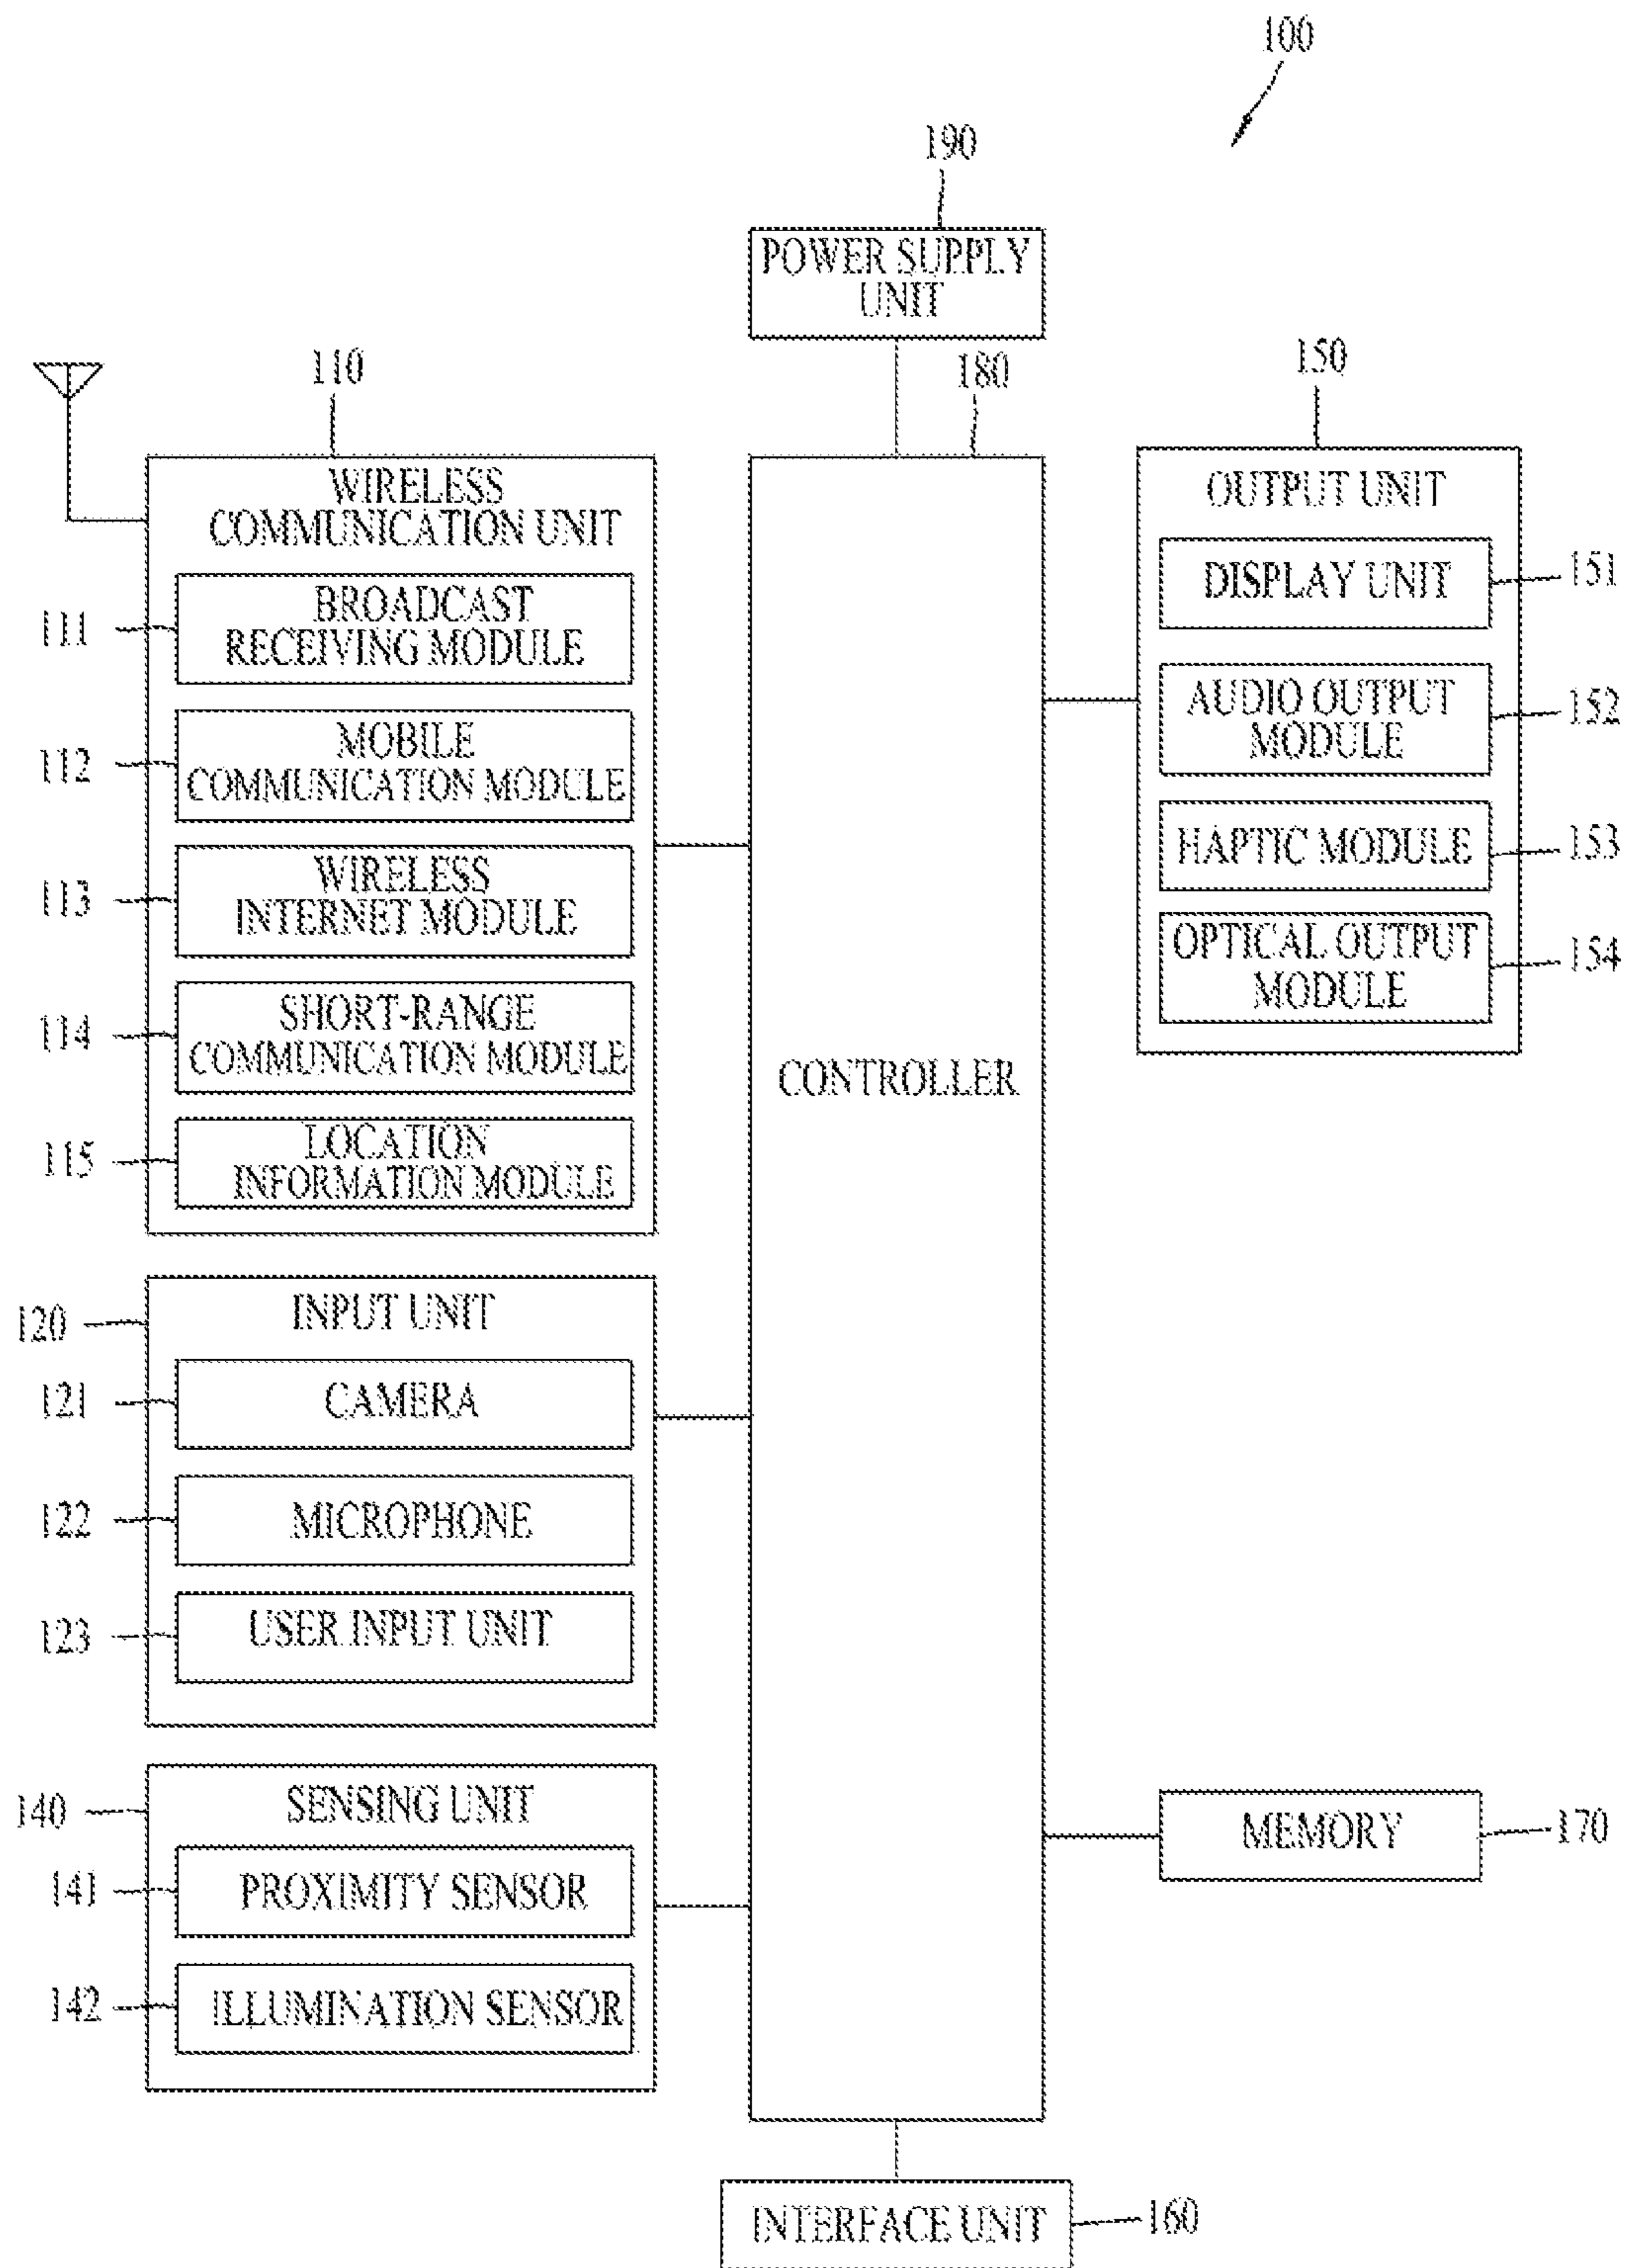 100
190
POWER SUPPLY
UNIT
110
180
150
WIRELESS
COMMUNICATION UNIT
111
BROADCAST
RECEIVING MODULE
112
MOBILE
COMMUNICATION MODULE
113
WIRELESS
INTERNET MODULE
114
SHORT-RANGE
COMMUNICATION MODULE
115
LOCATION
INFORMATION MODULE
120
INPUT UNIT
121
CAMERA
122
MICROPHONE
123
USER INPUT UNIT
140
SENSING UNIT
141
PROXIMITY SENSOR
142
ILLUMINATION SENSOR
CONTROLLER
OUTPUT UNIT
DISPLAY UNIT
151
AUDIO OUTPUT
MODULE
152
HAPTIC MODULE
153
OPTICAL OUTPUT
MODULE
154
MEMORY
170
INTERFACE UNIT
160